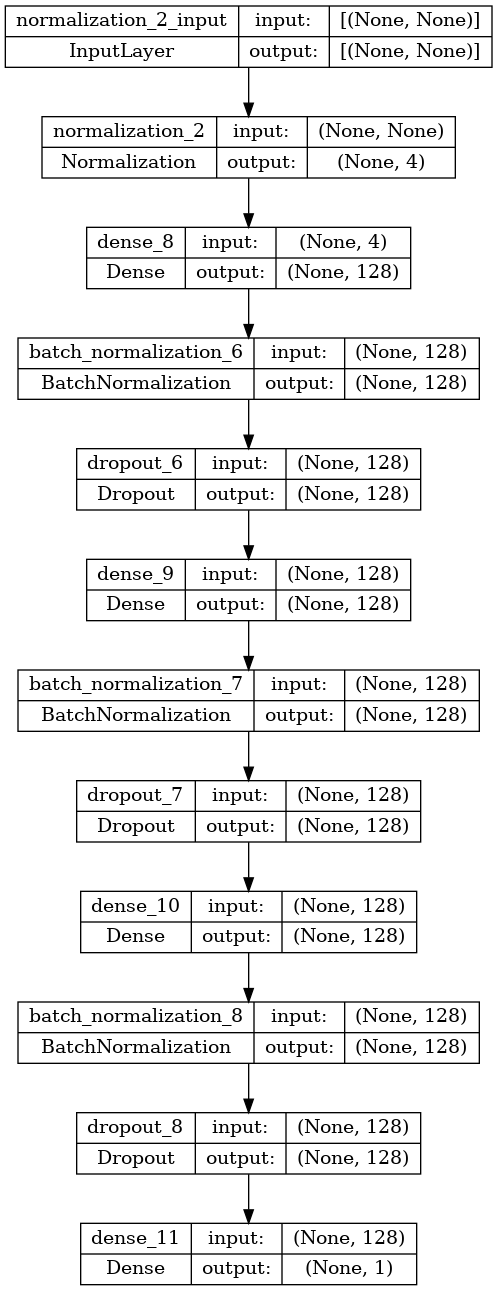 normalization_2_input input: [(None, None)]
InputLayer output: [(None, None)]
normalization_2 input: (None, None)
Normalization output: (None, 4)
dense_8 input: (None, 4)
Dense output: (None, 128)
batch_normalization_6 input: (None, 128)
BatchNormalization output: (None, 128)
dropout_6 input: (None, 128)
Dropout output: (None, 128)
dense_9 input: (None, 128)
Dense output: (None, 128)
batch_normalization_7 input: (None, 128)
BatchNormalization output: (None, 128)
dropout_7 input: (None, 128)
Dropout output: (None, 128)
dense_10 input: (None, 128)
Dense output: (None, 128)
batch_normalization_8 input: (None, 128)
BatchNormalization output: (None, 128)
dropout_8 input: (None, 128)
Dropout output: (None, 128)
dense_11 input: (None, 128)
Dense output: (None, 1)